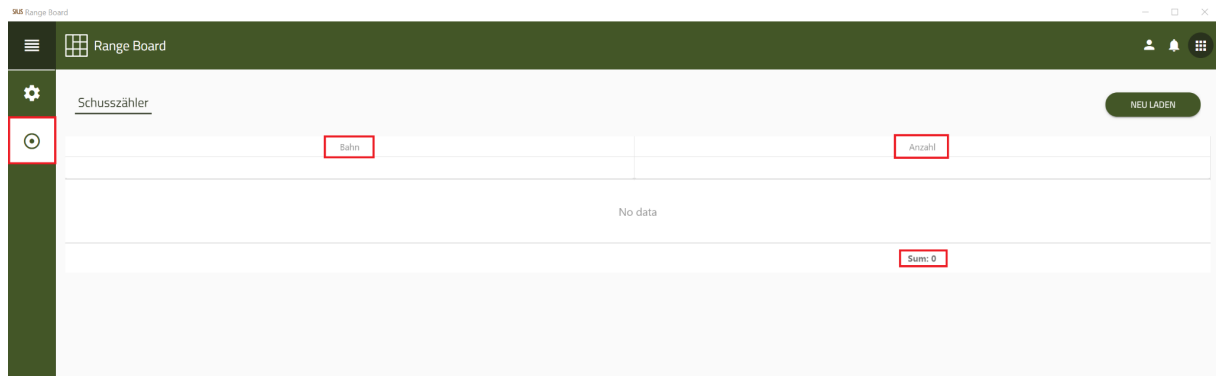 SIUS Range Board
Range Board
Schusszähler
NEU LADEN
Bahn Anzahl
No data
Sum: 0